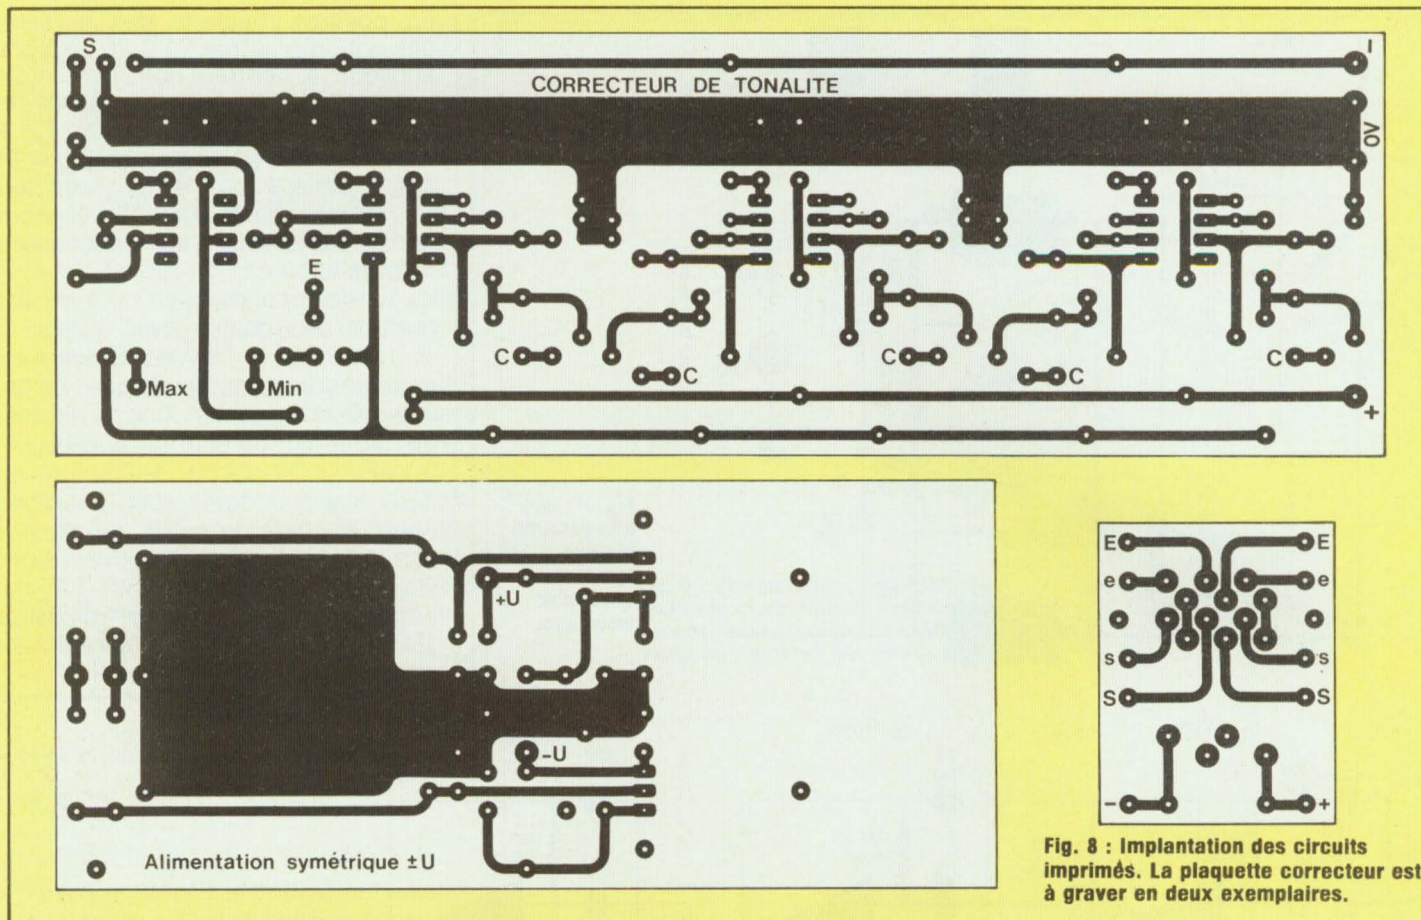 S
-
CORRECTEUR DE TONALITE
0V
E
C
C
C
C
C
Max
Min
+
+U
-U
Alimentation symétrique ±U
E
E
e
e
s
s
S
S
-
+
Fig. 8 : Implantation des circuits
imprimés. La plaquette correcteur est
à graver en deux exemplaires.